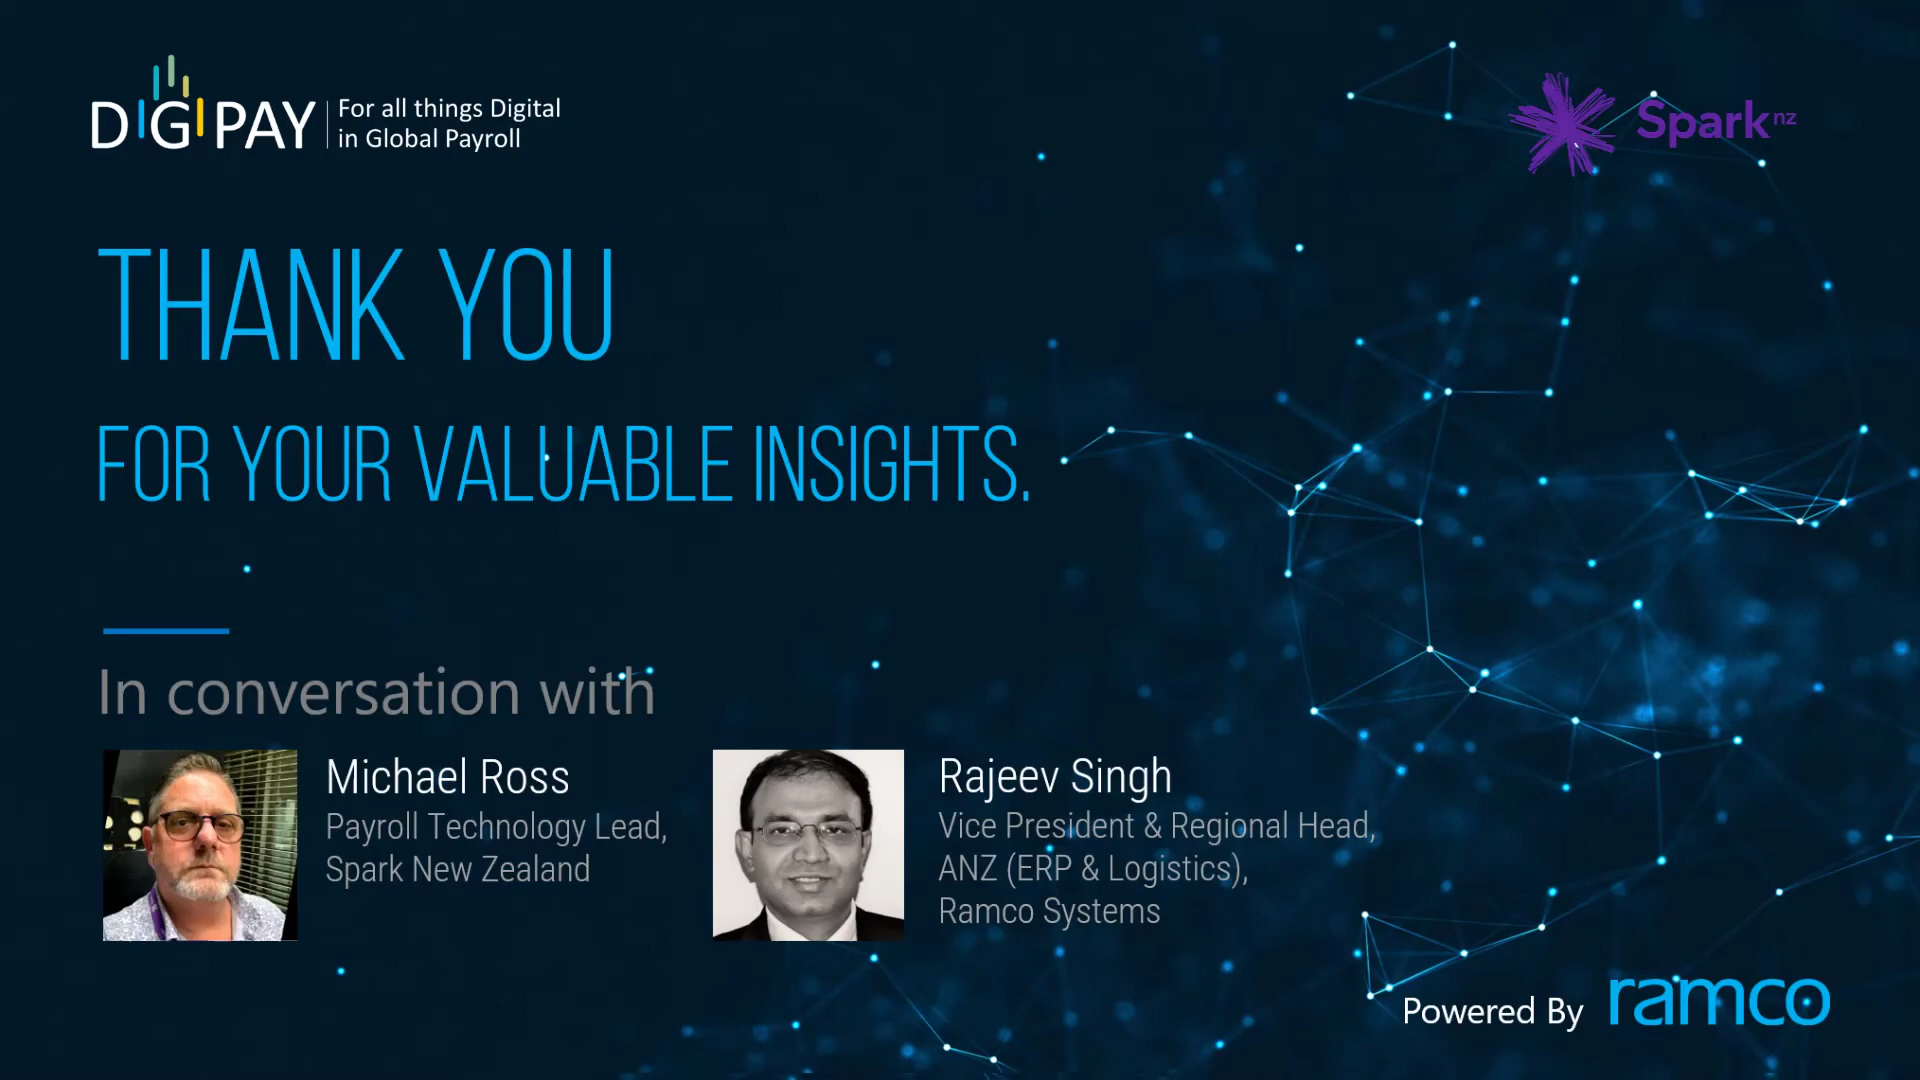 DIGIPAY
For all things Digital
in Global Payroll
Spark nz
THANK YOU
FOR YOUR VALUABLE INSIGHTS.
In conversation with
Michael Ross
Payroll Technology Lead,
Spark New Zealand
Rajeev Singh
Vice President & Regional Head,
ANZ (ERP & Logistics),
Ramco Systems
Powered By ramco